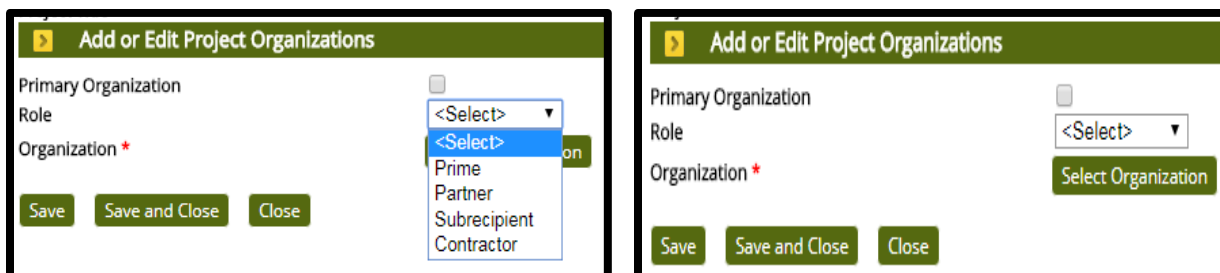 Add or Edit Project Organizations
Primary Organization
Role <Select>
<Select>
Organization * on
Prime
Partner
Subrecipient
Contractor
Save Save and Close Close
Add or Edit Project Organizations
Primary Organization
Role <Select>
Organization * Select Organization
Save Save and Close Close